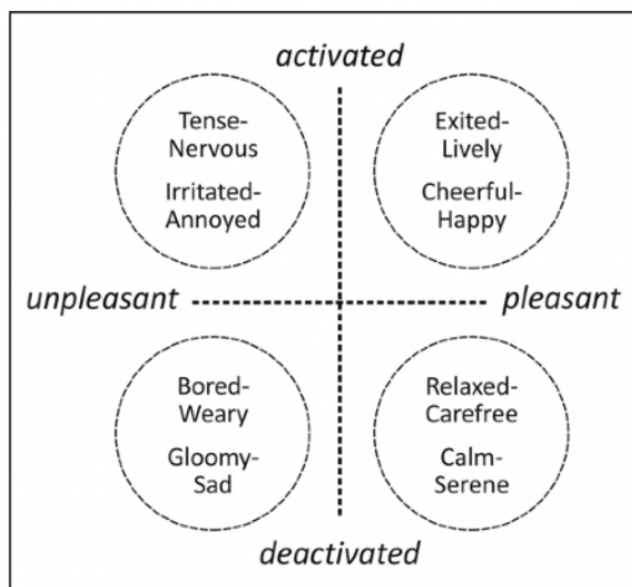 activated
Tense-
Nervous
Irritated-
Annoyed
Exited-
Lively
Cheerful-
Happy
unpleasant
pleasant
Bored-
Weary
Gloomy-
Sad
Relaxed-
Carefree
Calm-
Serene
deactivated